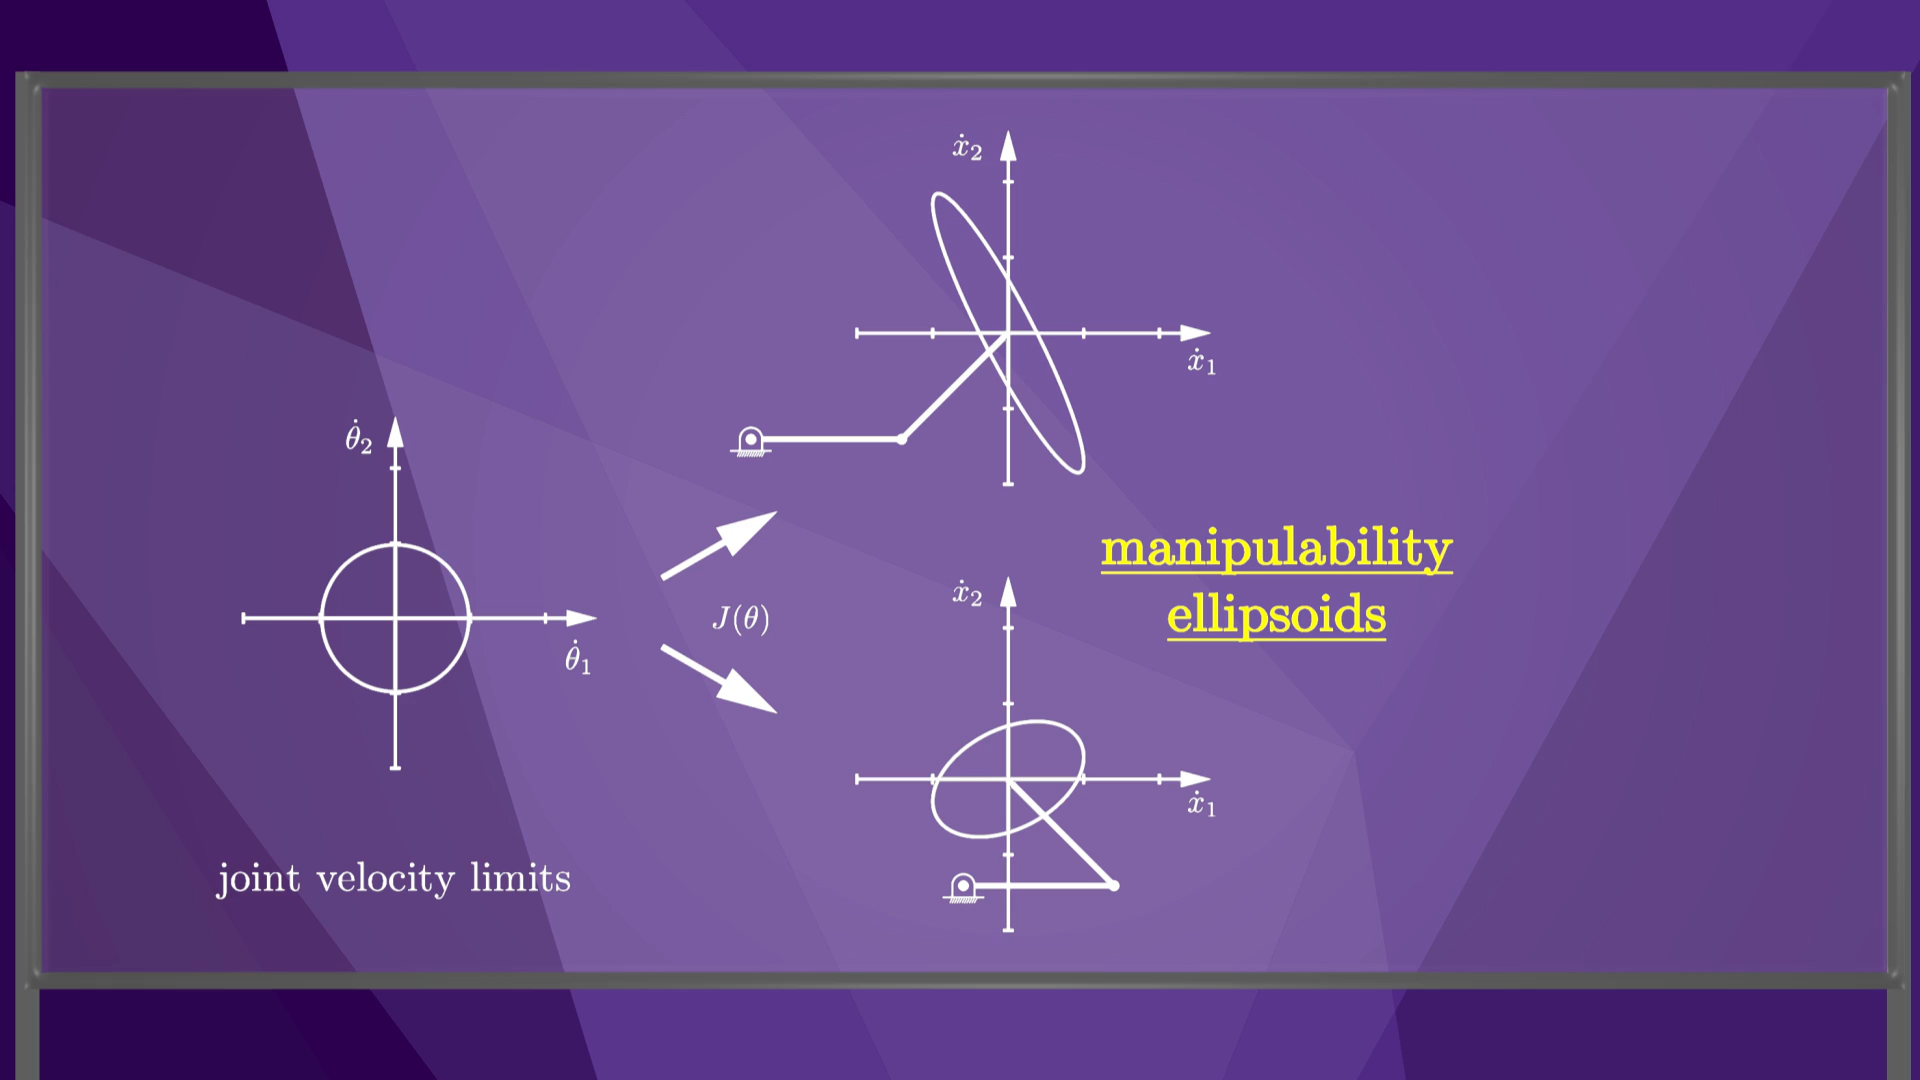 ẋ₂
ẋ₁
θ̇₂
θ̇₁
J(θ)
manipulability
ellipsoids
ẋ₂
ẋ₁
joint velocity limits